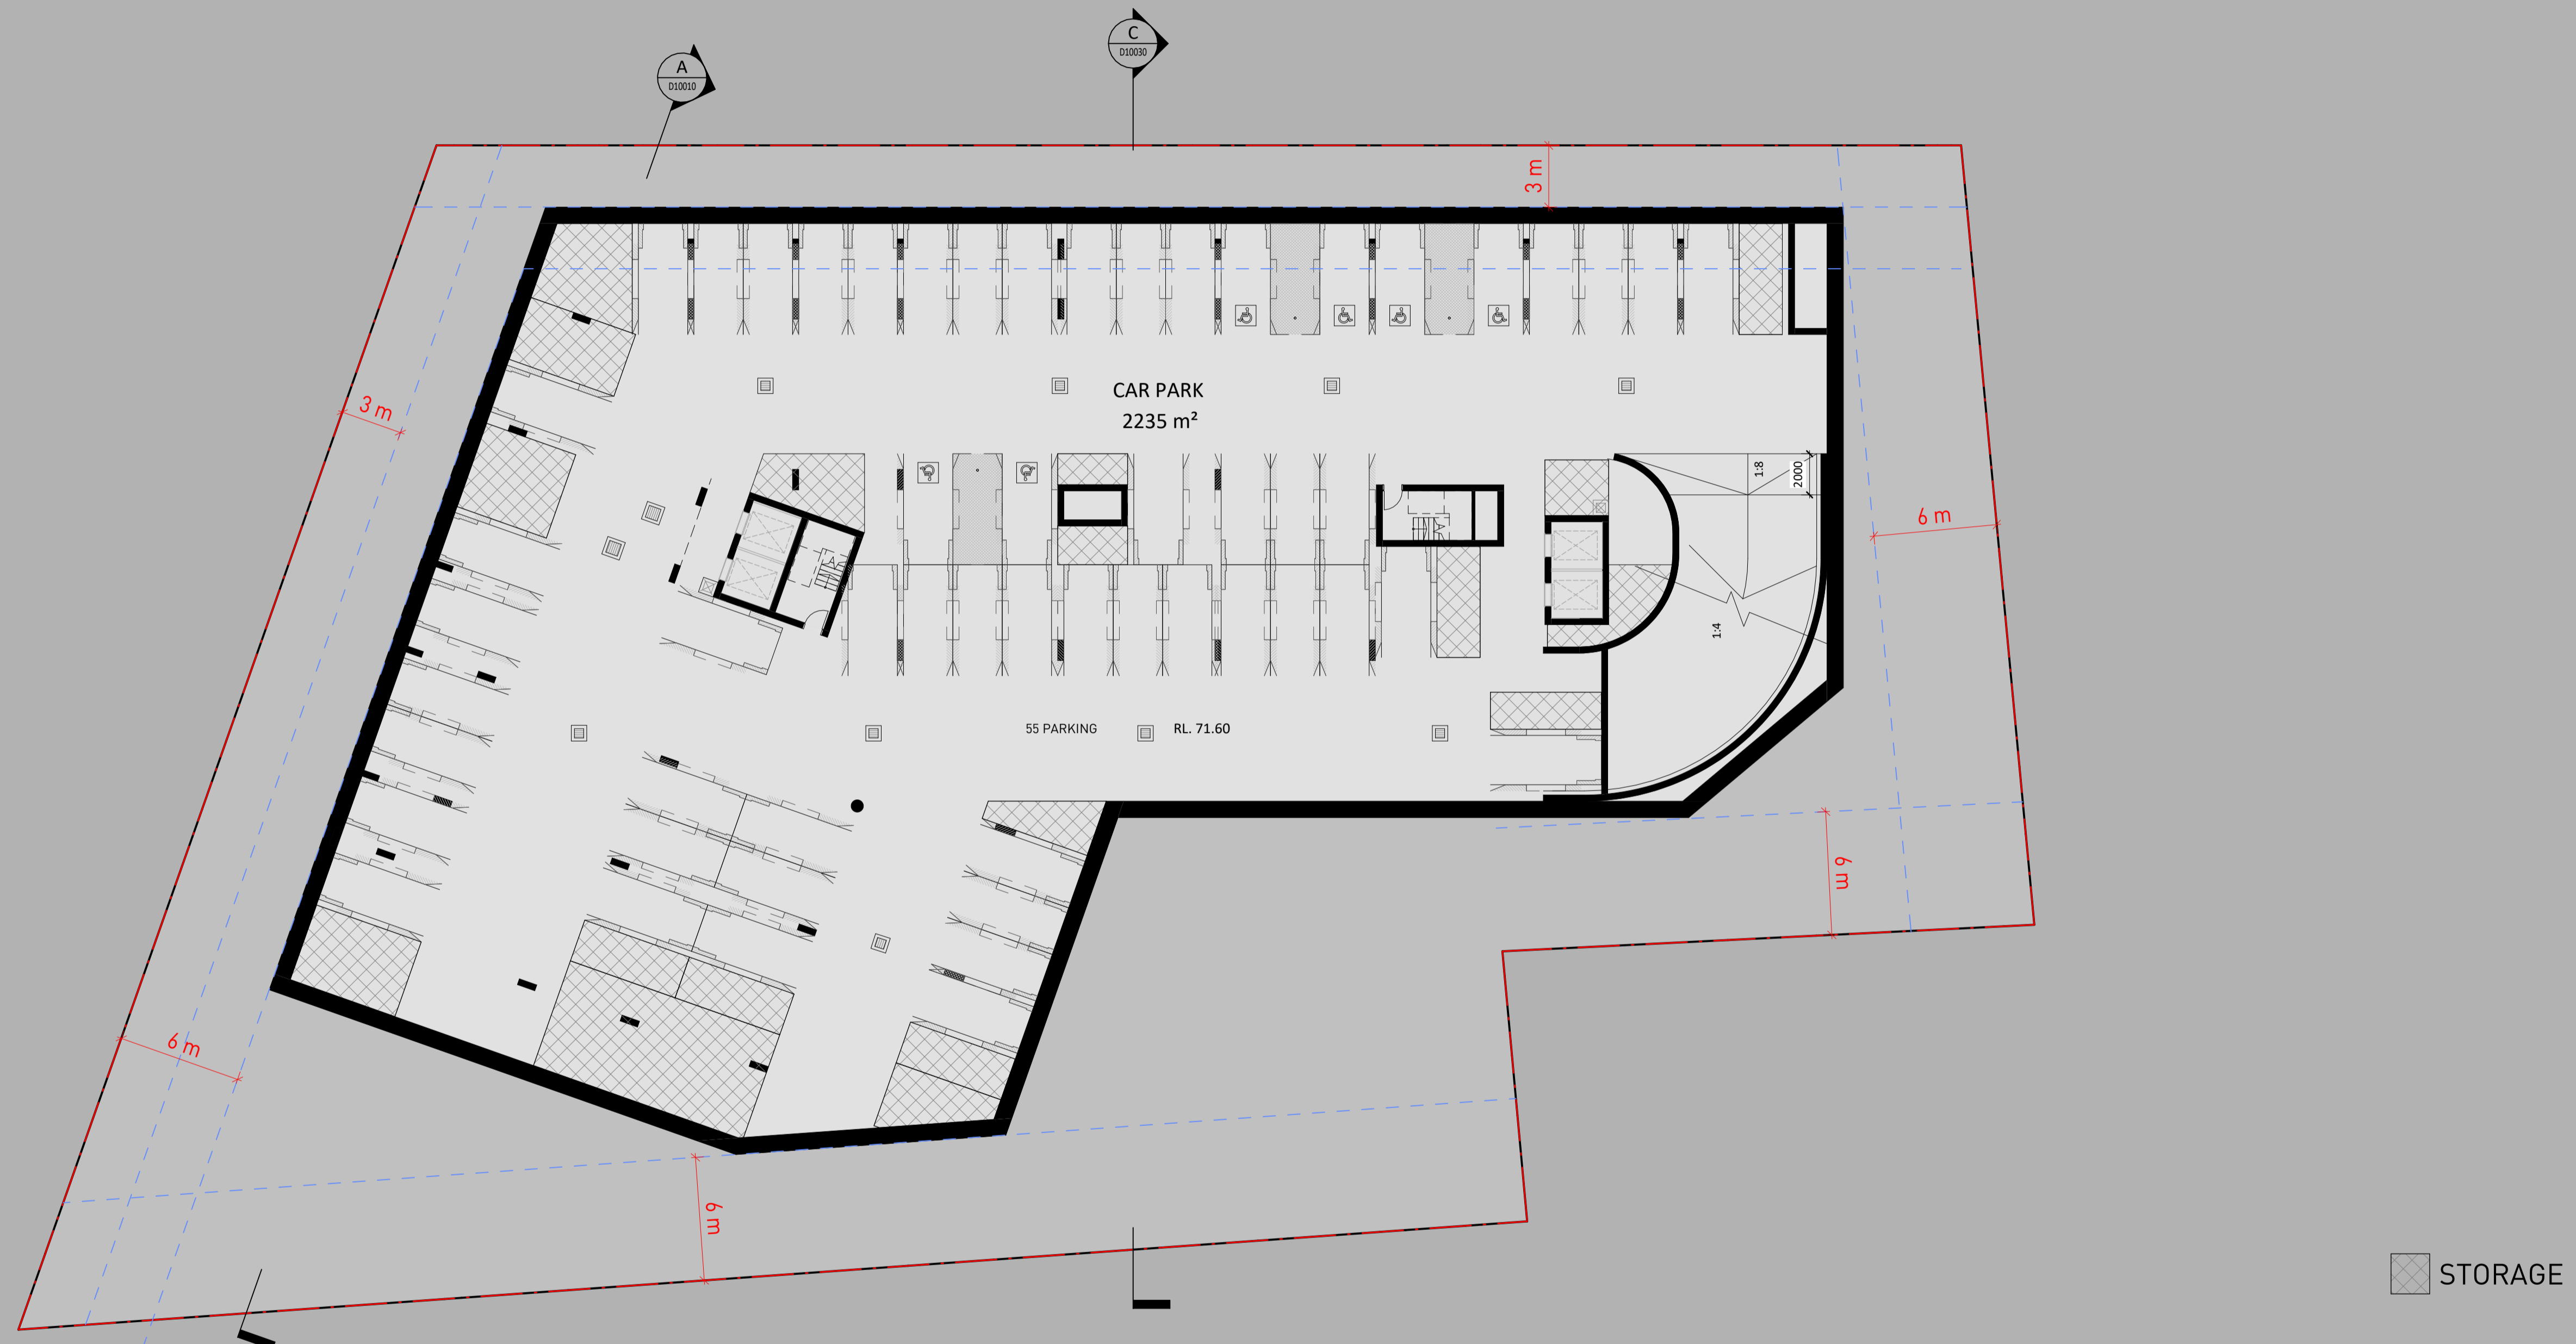 C
D10030
A
D10010
3 m
3 m
CAR PARK
2235 m²
1:8
2000
6 m
1:4
55 PARKING
RL. 71.60
6 m
6 m
6 m
STORAGE